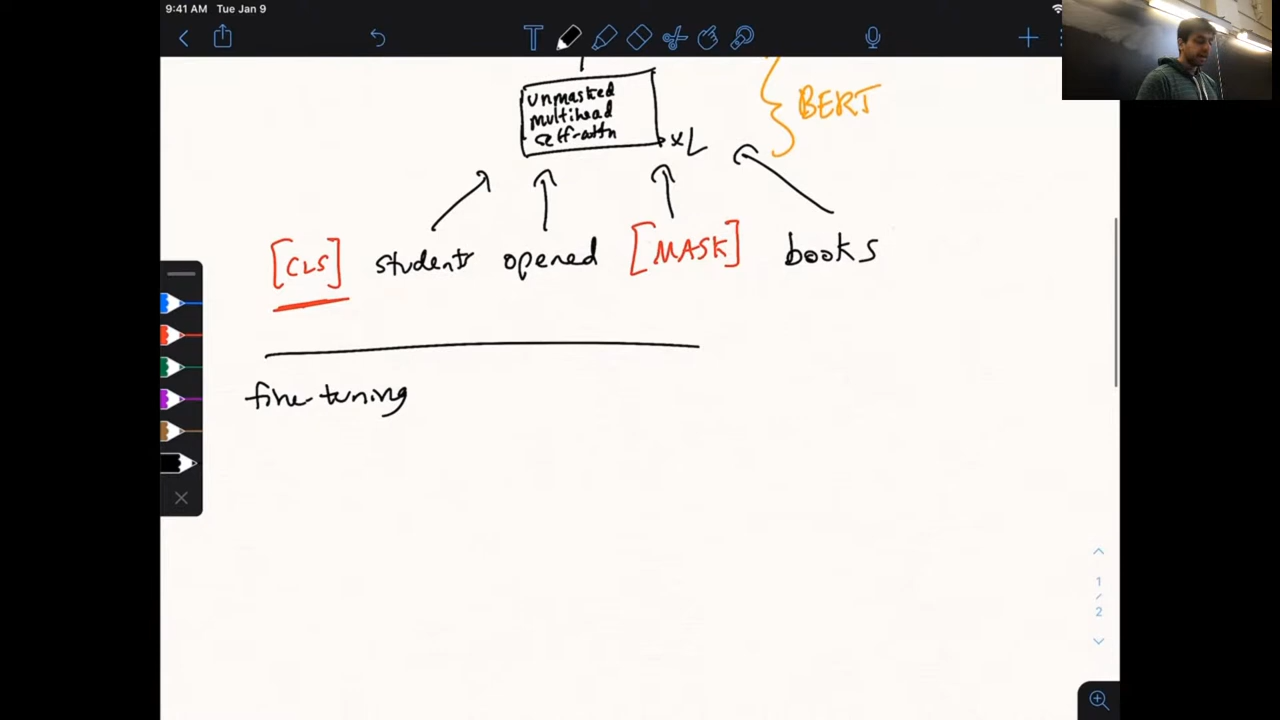 9:41 AM Tue Jan 9
T
unmasked
multihead
self-attn
x L
BERT
[CLS] students opened [MASK] books
fine-tuning
1
/
2